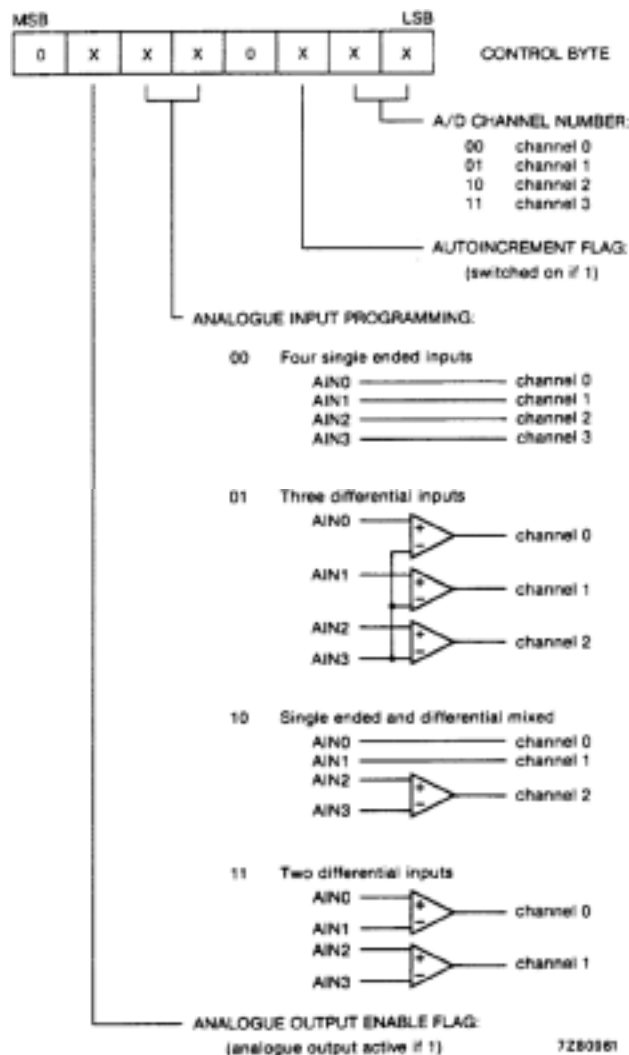 MSB LSB
0 X X X 0 X X X CONTROL BYTE
A/D CHANNEL NUMBER:
00 channel 0
01 channel 1
10 channel 2
11 channel 3
AUTOINCREMENT FLAG:
(switched on if 1)
ANALOGUE INPUT PROGRAMMING:
00 Four single ended inputs
AIN0 channel 0
AIN1 channel 1
AIN2 channel 2
AIN3 channel 3
01 Three differential inputs
AIN0 + − channel 0
AIN1 + − channel 1
AIN2 + − channel 2
AIN3
10 Single ended and differential mixed
AIN0 channel 0
AIN1 channel 1
AIN2 + − channel 2
AIN3
11 Two differential inputs
AIN0 + − channel 0
AIN1
AIN2 + − channel 1
AIN3
ANALOGUE OUTPUT ENABLE FLAG:
(analogue output active if 1) 7280961